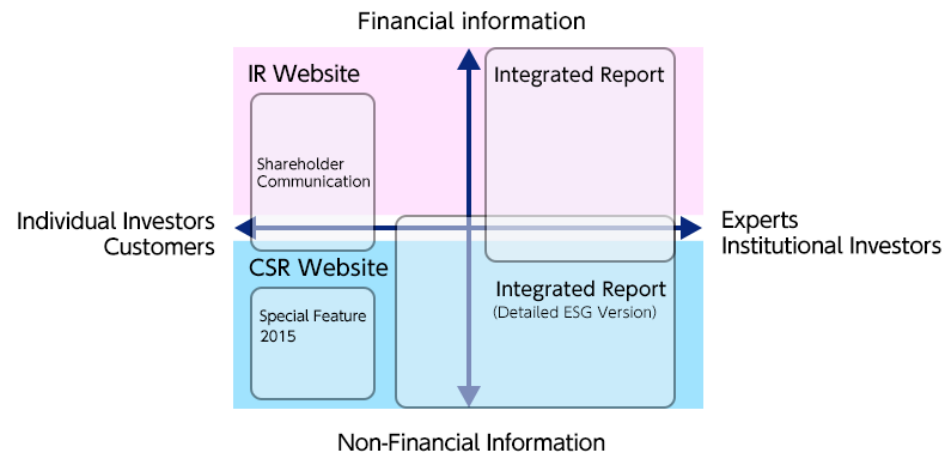 Financial information
IR Website
Integrated Report
Shareholder
Communication
Individual Investors
Customers
Experts
Institutional Investors
CSR Website
Integrated Report
(Detailed ESG Version)
Special Feature
2015
Non-Financial Information